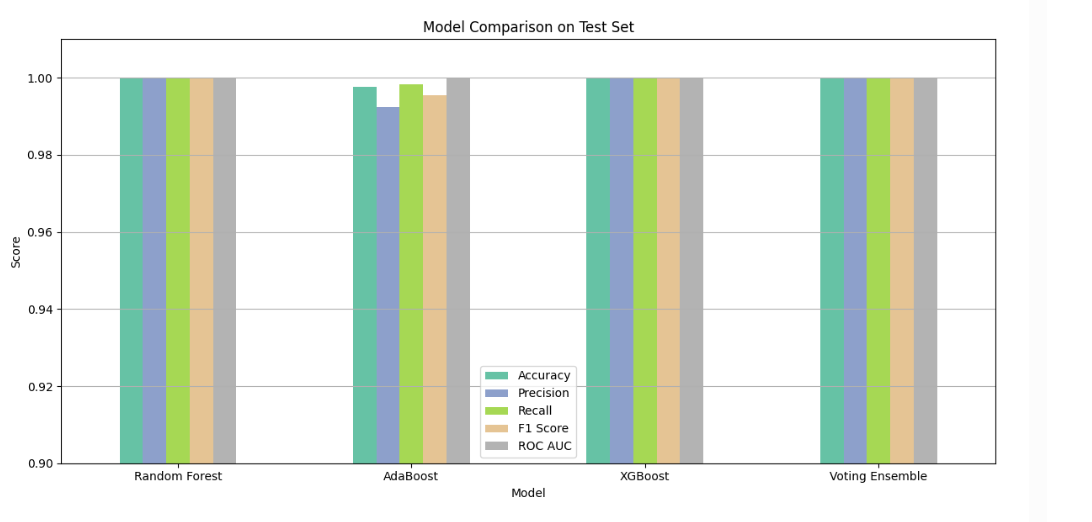 Model Comparison on Test Set
1.00
0.98
0.96
0.94
0.92
0.90
Score
Accuracy
Precision
Recall
F1 Score
ROC AUC
Random Forest
AdaBoost
XGBoost
Voting Ensemble
Model